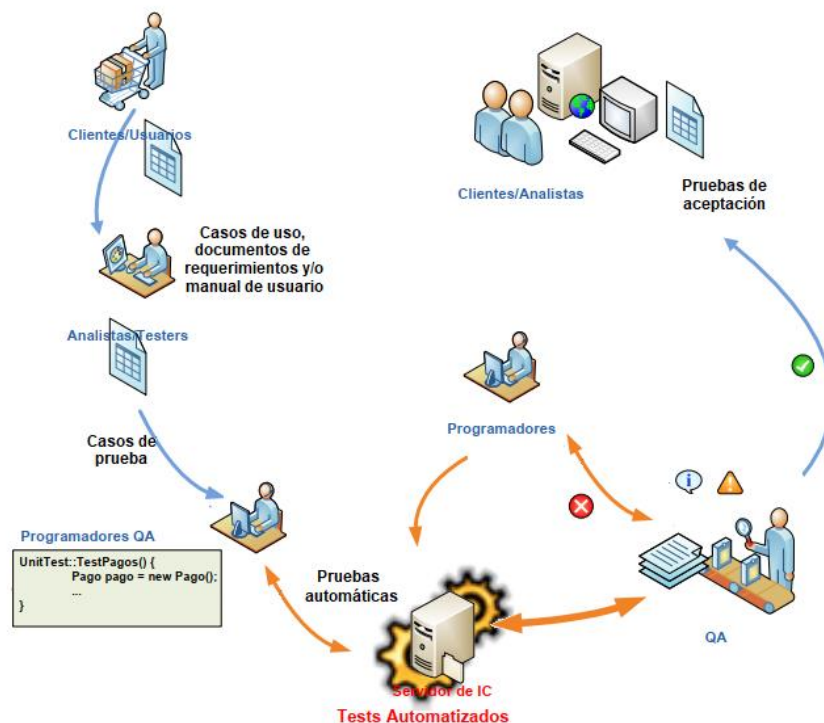 Clientes/Usuarios
Casos de uso,
documentos de
requerimientos y/o
manual de usuario
Analistas/Testers
Casos de
prueba
Programadores QA
UnitTest::TestPagos() {
Pago pago = new Pago();
...
}
Pruebas
automáticas
Servidor de IC
Tests Automatizados
Programadores
QA
Clientes/Analistas
Pruebas de
aceptación